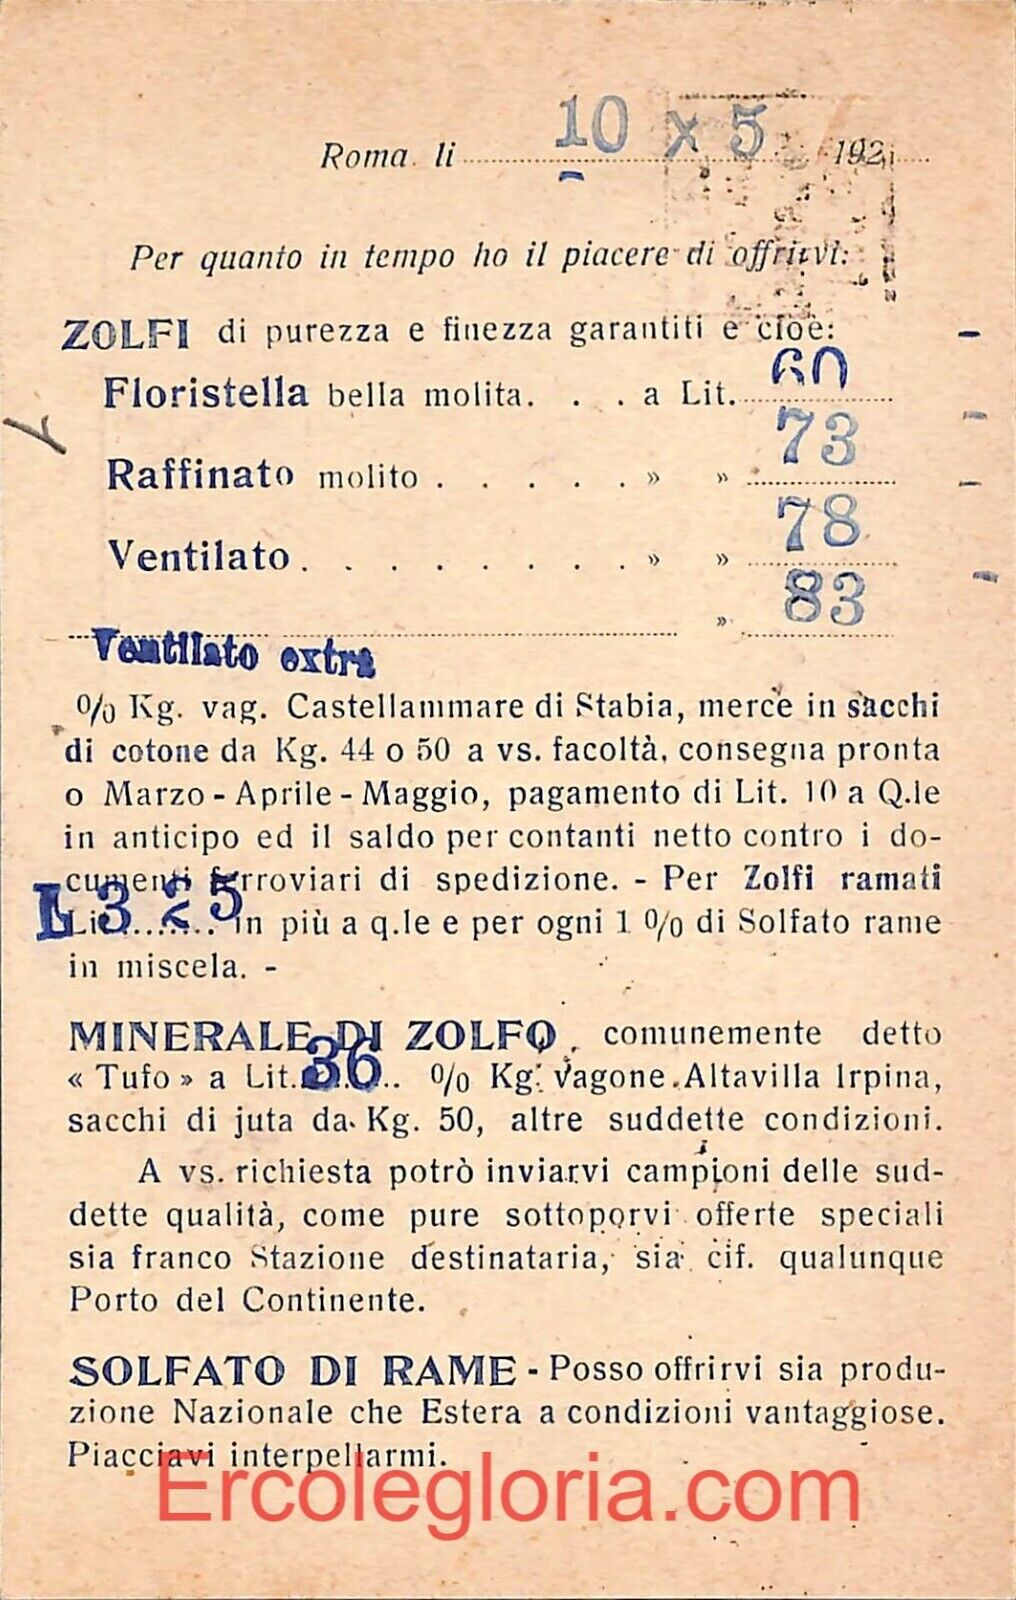 Roma li 10 x 5 192
Per quanto in tempo ho il piacere di offrirvi:
ZOLFI di purezza e finezza garantiti e cioè:
Floristella bella molita. . . . a Lit. 60
Raffinato molito . . . . . . » » 73
Ventilato . . . . . . . . . » » 78
Ventilato extra » 83
% Kg. vag. Castellammare di Stabia, merce in sacchi
di cotone da Kg. 44 o 50 a vs. facoltà, consegna pronta
o Marzo - Aprile - Maggio, pagamento di Lit. 10 a Q.le
in anticipo ed il saldo per contanti netto contro i do-
cumenti ferroviari di spedizione. - Per Zolfi ramati
L 3 25 in più a q.le e per ogni 1 % di Solfato rame
in miscela. -
MINERALE DI ZOLFO, comunemente detto
« Tufo » a Lit. 36 % Kg. vagone Altavilla Irpina,
sacchi di juta da Kg. 50, altre suddette condizioni.
A vs. richiesta potrò inviarvi campioni delle sud-
dette qualità, come pure sottoporvi offerte speciali
sia franco Stazione destinataria, sia cif. qualunque
Porto del Continente.
SOLFATO DI RAME - Posso offrirvi sia produ-
zione Nazionale che Estera a condizioni vantaggiose.
Piacciavi interpellarmi.
Ercolegloria.com